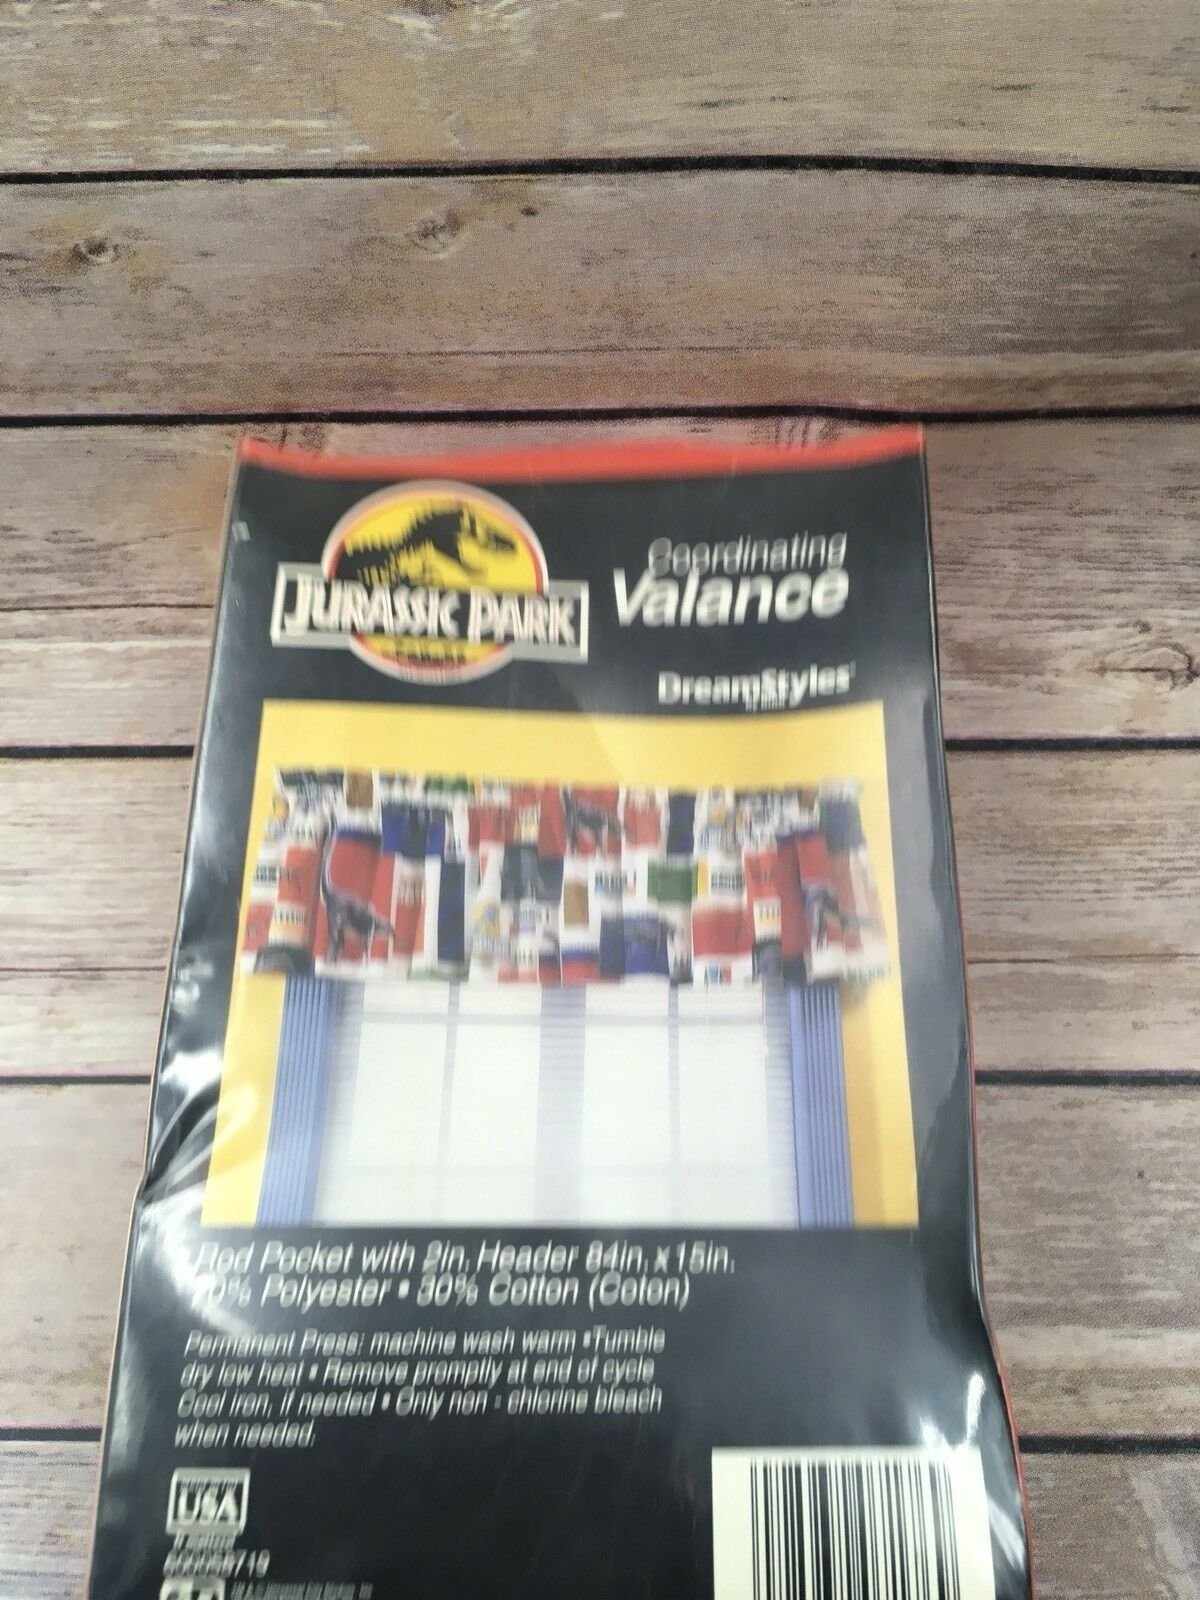 Coordinating
Valance
JURASSIC PARK
DreamStyles
Rod Pocket with 2in. Header 84in. x 15in.
70% Polyester • 30% Cotton (Coton)
Permanent Press: machine wash warm •Tumble
dry low heat • Remove promptly at end of cycle
Cool iron, if needed • Only non - chlorine bleach
when needed.
USA